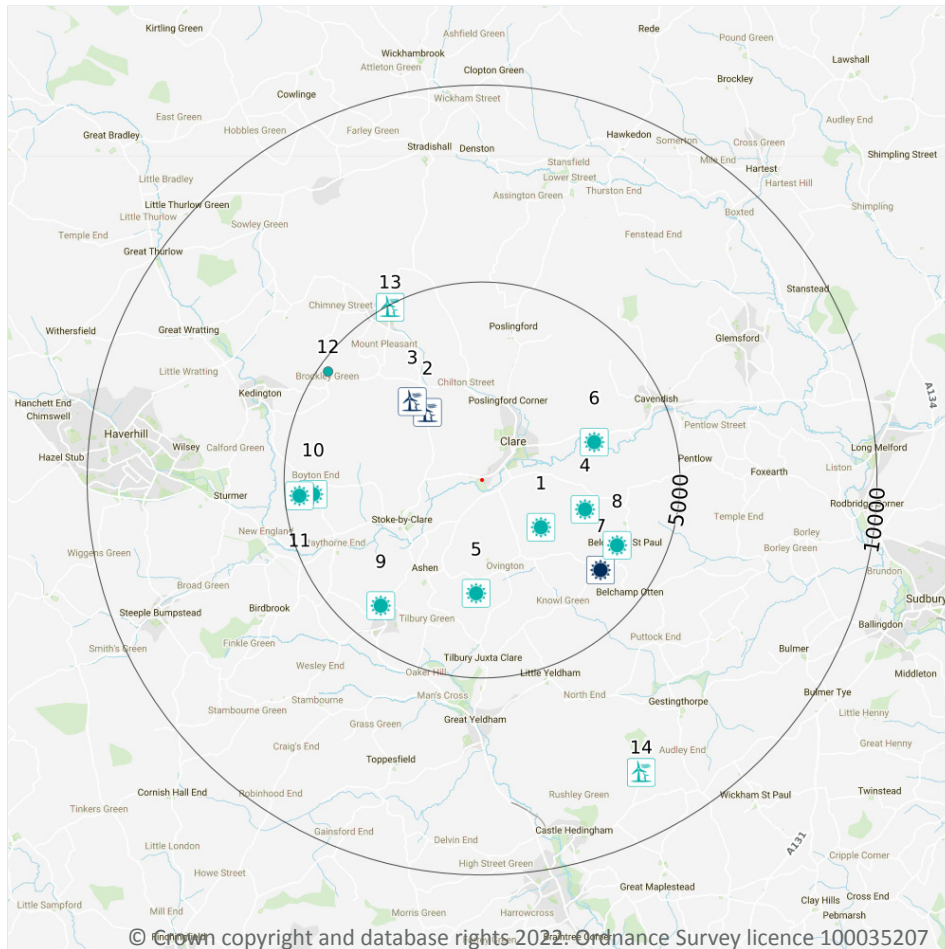 Kirtling Green
Ashfield Green
Rede
Pound Green
Wickhambrook
Attleton Green
Clopton Green
Lawshall
Brockley
Cowlinge
Wickham Street
East Green
Hobbles Green
Farley Green
Audley End
Great Bradley
Hawkedon
Somerton
Cross Green
Stradishall
Denston
Mile End
Shimpling Street
Stansfield
Lower Street
Hartest
Little Bradley
Thurston End
Hartest Hill
Assington Green
Little Thurlow Green
Little Thurlow
Boxted
Shimpling
Sowley Green
Temple End
Fenstead End
Great Thurlow
13
Stanstead
Chimney Street
Withersfield
Great Wratting
Poslingford
Glemsford
12
Mount Pleasant
3
2
Little Wratting
Brockley Green
Chilton Street
A134
Kedington
6
Cavendish
Hanchett End
Chimswell
Poslingford Corner
Pentlow Street
Haverhill
Clare
Wilsey
Calford Green
10
Long Melford
Hazel Stub
4
Pentlow
Liston
Boyton End
Foxearth
1
5000
Sturmer
8
Rodbridge Corner
10000
Stoke-by-Clare
Temple End
7
New England
11
5
Borley
Wiggens Green
9
Borley Green
Ashen
Ovington
Brundon
Broad Green
Belchamp Otten
Sudbury
Steeple Bumpstead
Birdbrook
Knowl Green
Tilbury Green
Ballingdon
Smith's Green
Finkle Green
Puttock End
Bulmer
Wesley End
Tilbury Juxta Clare
Oaker Hill
Little Yeldham
Middleton
Stambourne
Man's Cross
North End
Bulmer Tye
Stambourne Green
Gestingthorpe
Little Henny
Grass Green
Great Yeldham
14
Craig's End
Audley End
Great Henny
Toppesfield
Cornish Hall End
Robinhood End
Rushley Green
Wickham St Paul
Twinstead
Tinkers Green
Gainsford End
Castle Hedingham
Delvin End
A131
Little London
Cripple Corner
High Street Green
Howe Street
Great Maplestead
Clay Hills
Cross End
Little Sampford
Mill End
Morris Green
Harrowcross
Pebmarsh
© Crown copyright and database rights 2022. Ordnance Survey licence 100035207